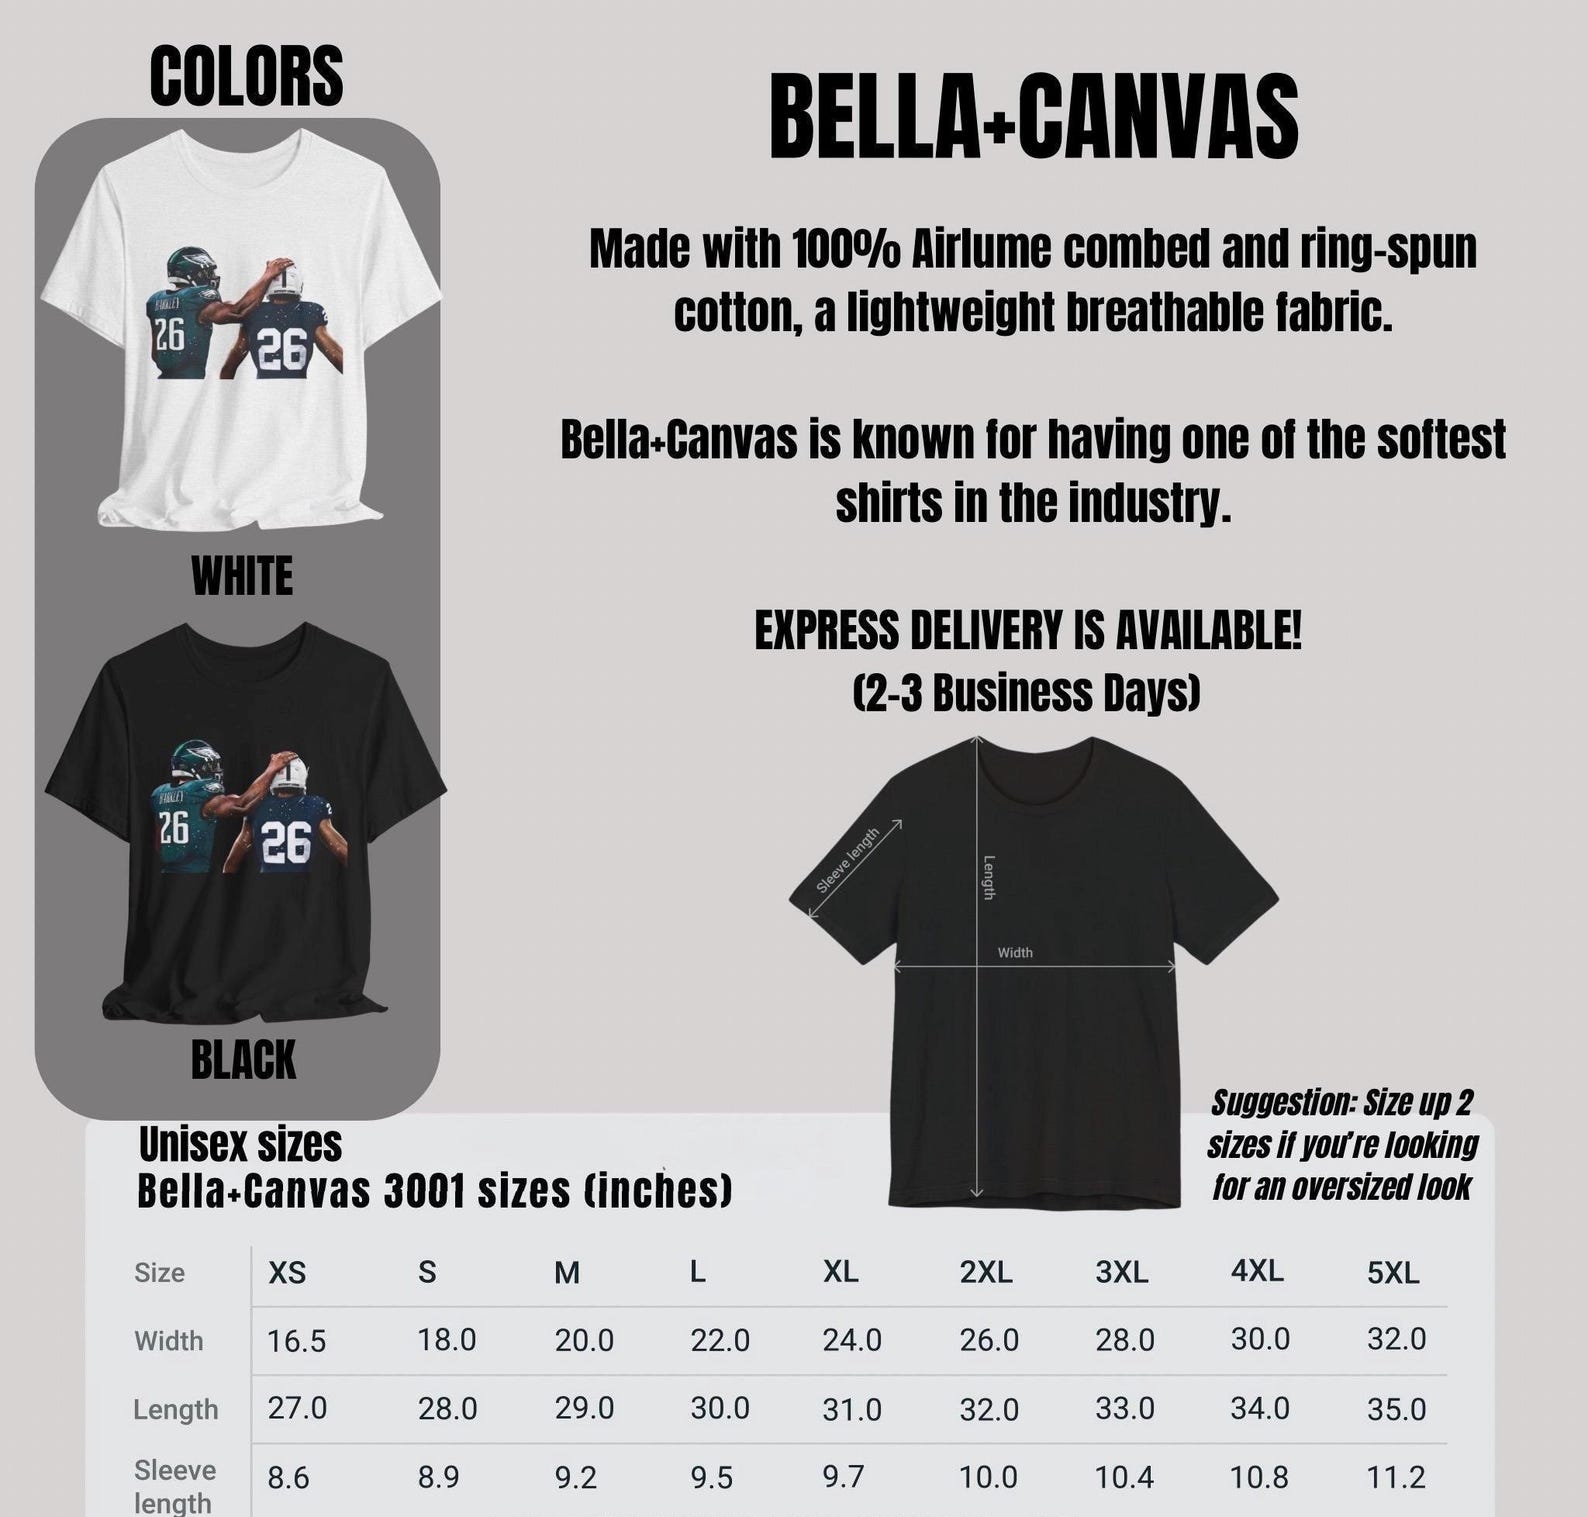 COLORS
BARKLEY
26
26
2
WHITE
BARKLEY
26
26
2
BLACK
BELLA+CANVAS
Made with 100% Airlume combed and ring-spun
cotton, a lightweight breathable fabric.
Bella+Canvas is known for having one of the softest
shirts in the industry.
EXPRESS DELIVERY IS AVAILABLE!
(2-3 Business Days)
Sleeve length
Length
Width
Suggestion: Size up 2
sizes if you're looking
for an oversized look
Unisex sizes
Bella+Canvas 3001 sizes (inches)
Size XS S M L XL 2XL 3XL 4XL 5XL
Width 16.5 18.0 20.0 22.0 24.0 26.0 28.0 30.0 32.0
Length 27.0 28.0 29.0 30.0 31.0 32.0 33.0 34.0 35.0
Sleeve
length 8.6 8.9 9.2 9.5 9.7 10.0 10.4 10.8 11.2